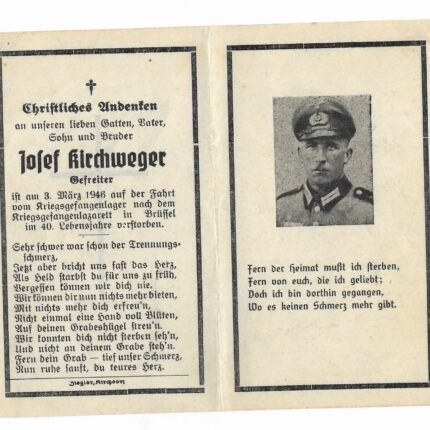 Christliches Andenken
an unseren lieben Gatten, Vater,
Sohn und Bruder
Josef Kirchweger
Gefreiter
ist am 3. März 1946 auf der Fahrt
vom Kriegsgefangenlager nach dem
Kriegsgefangenlazarett in Brüssel
im 40. Lebensjahre verstorben.
Sehr schwer war schon der Trennungs-
schmerz,
Jetzt aber bricht uns fast das Herz,
Als Held starbst du für uns zu früh,
Vergessen können wir dich nie.
Wir können dir nun nichts mehr bieten,
Mit nichts mehr dich erfreu'n,
Nicht einmal eine Hand voll Blüten,
Auf deinen Grabeshügel streu'n.
Wir konnten dich nicht sterben seh'n,
Und nicht an deinem Grabe steh'n.
Fern dein Grab — tief unser Schmerz,
Nun ruhe sanft, du teures Herz.
Ziegler,
Fern der Heimat mußt ich sterben,
Fern von euch, die ich geliebt;
Doch ich bin dorthin gegangen,
Wo es keinen Schmerz mehr gibt.